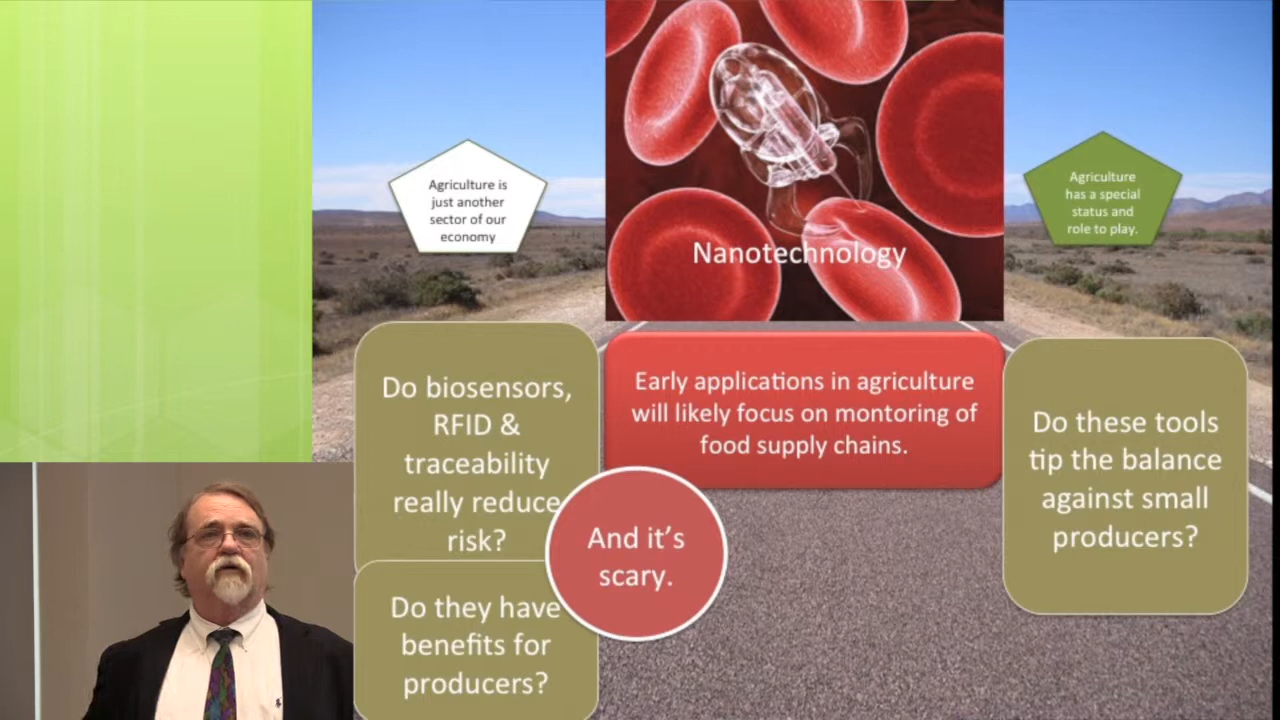 Agriculture is
just another
sector of our
economy
Nanotechnology
Agriculture
has a special
status and
role to play.
Do biosensors,
RFID &
traceability
really reduce
risk?
Early applications in agriculture
will likely focus on montoring of
food supply chains.
Do these tools
tip the balance
against small
producers?
And it's
scary.
Do they have
benefits for
producers?